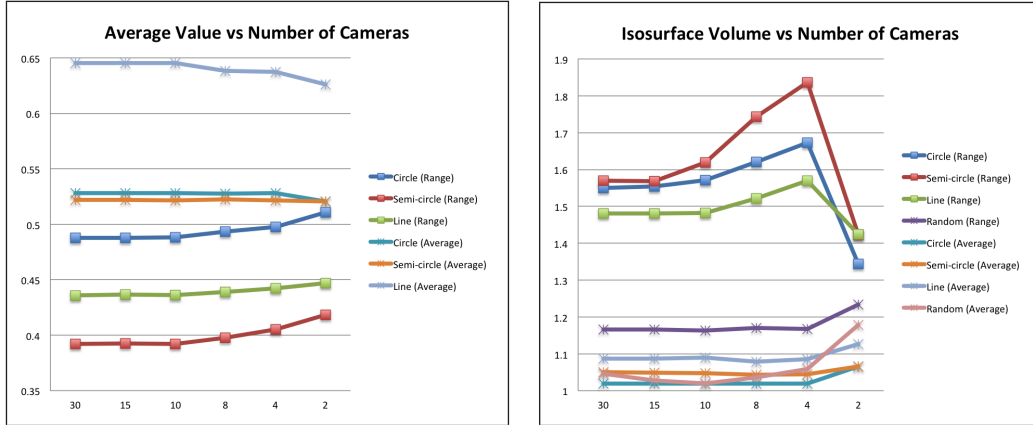 Average Value vs Number of Cameras
0.65
0.6
0.55
0.5
0.45
0.4
0.35
30 15 10 8 4 2
Circle (Range)
Semi-circle (Range)
Line (Range)
Circle (Average)
Semi-circle (Average)
Line (Average)
Isosurface Volume vs Number of Cameras
1.9
1.8
1.7
1.6
1.5
1.4
1.3
1.2
1.1
1
30 15 10 8 4 2
Circle (Range)
Semi-circle (Range)
Line (Range)
Random (Range)
Circle (Average)
Semi-circle (Average)
Line (Average)
Random (Average)